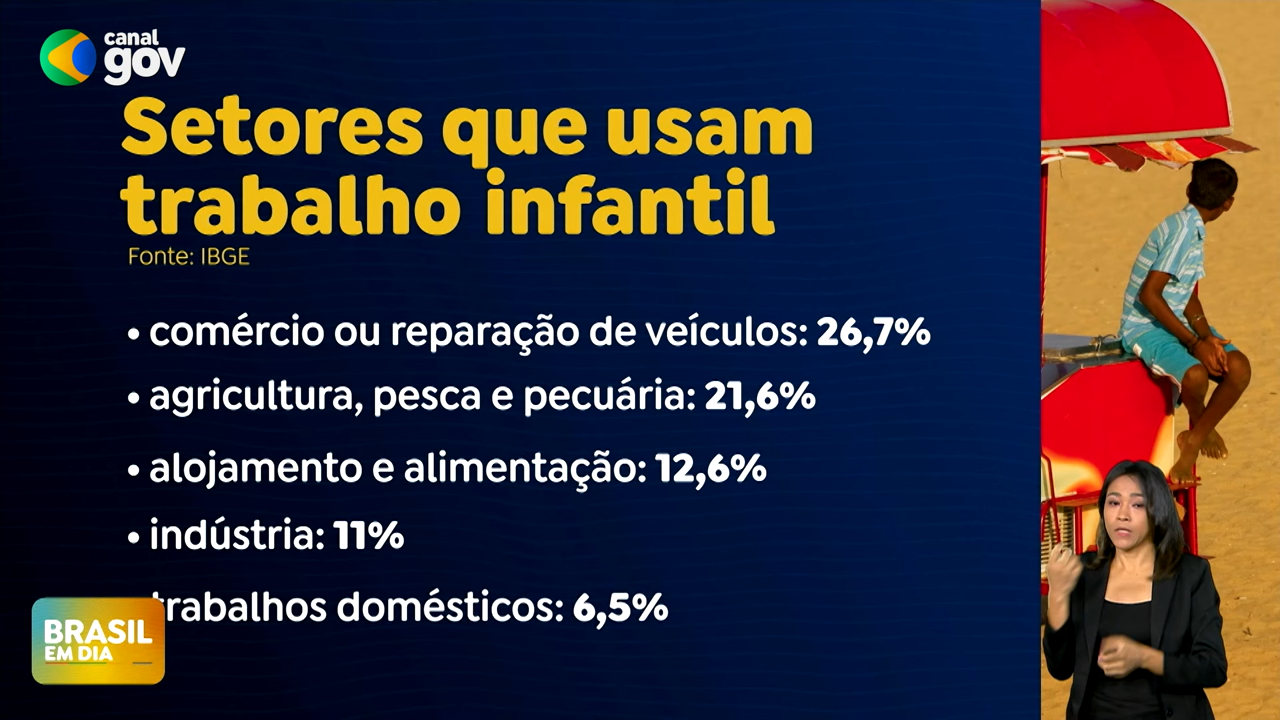 canal
gov
Setores que usam
trabalho infantil
Fonte: IBGE
• comércio ou reparação de veículos: 26,7%
• agricultura, pesca e pecuária: 21,6%
• alojamento e alimentação: 12,6%
• indústria: 11%
trabalhos domésticos: 6,5%
BRASIL
EM DIA